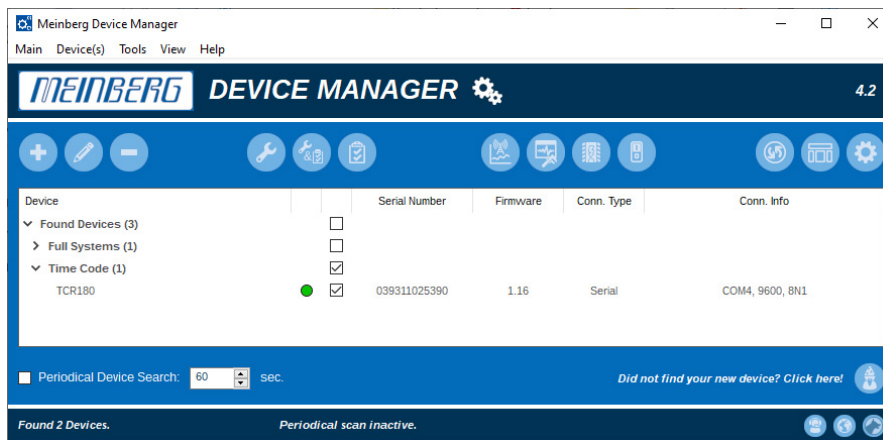 Meinberg Device Manager
Main Device(s) Tools View Help
MEINBERG DEVICE MANAGER 4.2
Device Serial Number Firmware Conn. Type Conn. Info
Found Devices (3)
Full Systems (1)
Time Code (1)
TCR180 039311025390 1.16 Serial COM4, 9600, 8N1
Periodical Device Search: 60 sec. Did not find your new device? Click here!
Found 2 Devices. Periodical scan inactive.